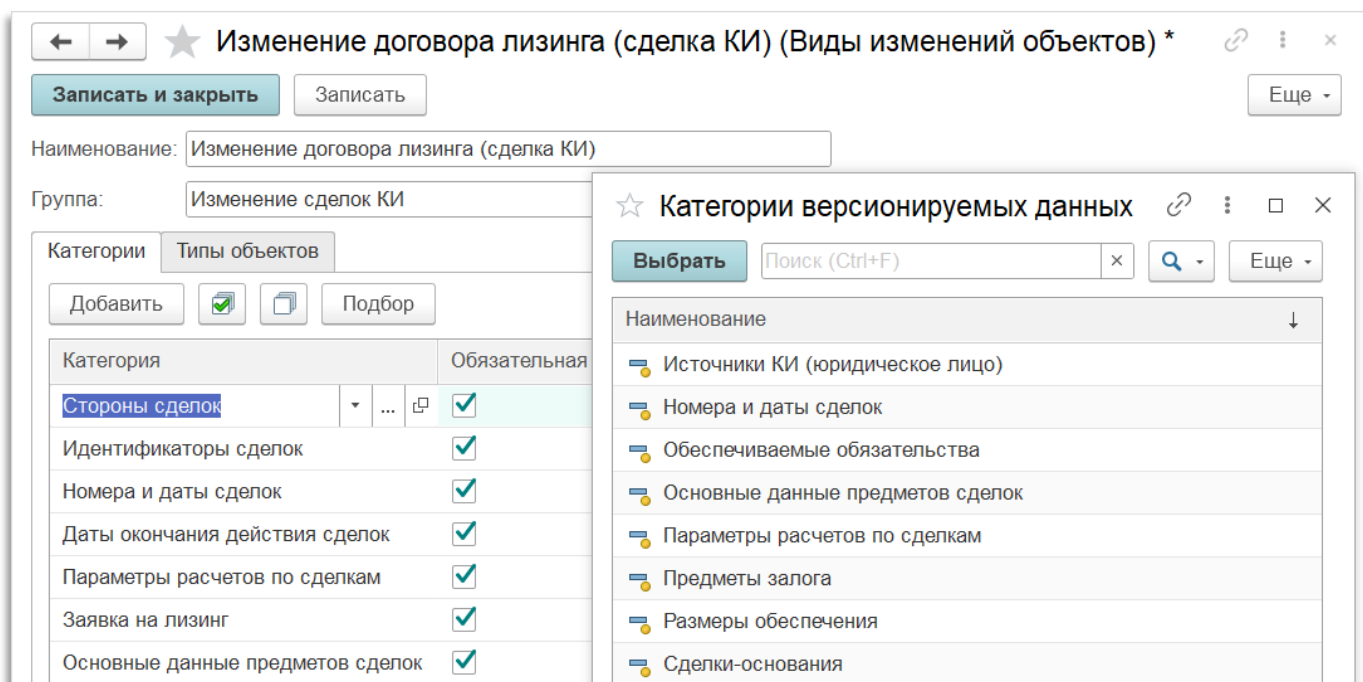 Изменение договора лизинга (сделка КИ) (Виды изменений объектов) *
Записать и закрыть
Записать
Еще
Наименование:
Изменение договора лизинга (сделка КИ)
Группа:
Изменение сделок КИ
Категории
Типы объектов
Добавить
Подбор
Категория
Обязательная
Стороны сделок
...
Идентификаторы сделок
Номера и даты сделок
Даты окончания действия сделок
Параметры расчетов по сделкам
Заявка на лизинг
Основные данные предметов сделок
Категории версионируемых данных
Выбрать
Поиск (Ctrl+F)
Еще
Наименование
Источники КИ (юридическое лицо)
Номера и даты сделок
Обеспечиваемые обязательства
Основные данные предметов сделок
Параметры расчетов по сделкам
Предметы залога
Размеры обеспечения
Сделки-основания